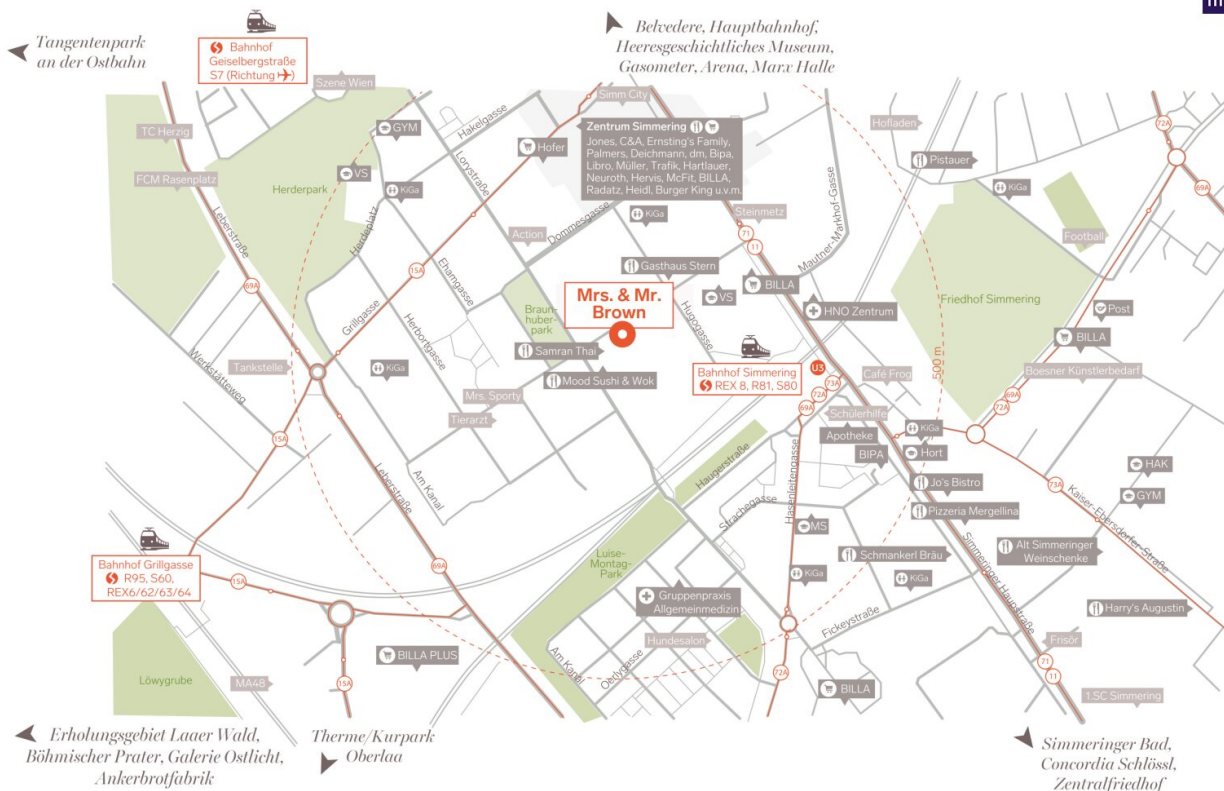 m
Tangentenpark
an der Ostbahn
Bahnhof
Geiselbergstraße
S7 (Richtung ✈)
Belvedere, Hauptbahnhof,
Heeresgeschichtliches Museum,
Gasometer, Arena, Marx Halle
Szene Wien
Simm City
TC Herzig
GYM
Hakelgasse
Hofer
Zentrum Simmering
Jones, C&A, Ernsting's Family,
Palmers, Deichmann, dm, Bipa,
Libro, Müller, Trafik, Hartlauer,
Neuroth, Hervis, McFit, BILLA,
Radatz, Heidl, Burger King u.v.m.
Hofladen
72A
Pistauer
FCM Rasenplatz
VS
Herderpark
KiGa
Lorystraße
KiGa
69A
Leberstraße
Herderplatz
Action
Dommesgasse
KiGa
Steinmetz
71
11
Mautner-Markhof-Gasse
Football
15A
Ehamgasse
Gasthaus Stern
69A
Grillgasse
Herbortgasse
Braun-
huber-
park
Mrs. & Mr.
Brown
Hugogasse
VS
BILLA
HNO Zentrum
Friedhof Simmering
Post
BILLA
Samran Thai
Werkstätteweg
Tankstelle
KiGa
Mrs. Sporty
Mood Sushi & Wok
Bahnhof Simmering
REX 8, R81, S80
U3
73A
72A
69A
Café Frog
500 m
Boesner Künstlerbedarf
69A
72A
Tierarzt
Schülerhilfe
Apotheke
KiGa
BIPA
Hort
15A
Am Kanal
Leberstraße
Haugerstraße
Hasenleitengasse
HAK
Jo's Bistro
73A
GYM
Kaiser-Ebersdorfer-Straße
Strachegasse
MS
Pizzeria Mergellina
Bahnhof Grillgasse
R95, S60,
REX6/62/63/64
15A
69A
Luise-
Montag-
Park
Schmankerl Bräu
Alt Simmeringer
Weinschenke
KiGa
KiGa
Simmeringer Hauptstraße
Gruppenpraxis
Allgemeinmedizin
Harry's Augustin
Fickeystraße
Hundesalon
Frisör
BILLA PLUS
Am Kanal
Oerlygasse
71
11
Löwygrube
MA48
15A
72A
BILLA
1.SC Simmering
Erholungsgebiet Laaer Wald,
Böhmischer Prater, Galerie Ostlicht,
Ankerbrotfabrik
Therme/Kurpark
Oberlaa
Simmeringer Bad,
Concordia Schlössl,
Zentralfriedhof